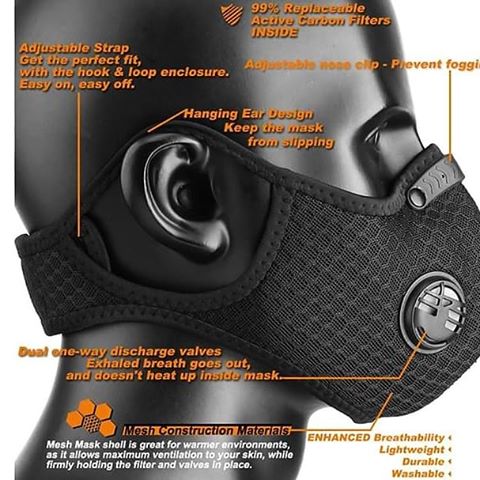 99% Replaceable
Active Carbon Filters
INSIDE
Adjustable Strap
Get the perfect fit,
with the hook & loop enclosure.
Easy on, easy off.
Adjustable nose clip - Prevent foggi
Hanging Ear Design
Keep the mask
from slipping
Dual one-way discharge valves
Exhaled breath goes out,
and doesn't heat up inside mask.
Mesh Construction Materials
Mesh Mask shell is great for warmer environments,
as it allows maximum ventilation to your skin, while
firmly holding the filter and valves in place.
ENHANCED Breathability
Lightweight
Durable
Washable